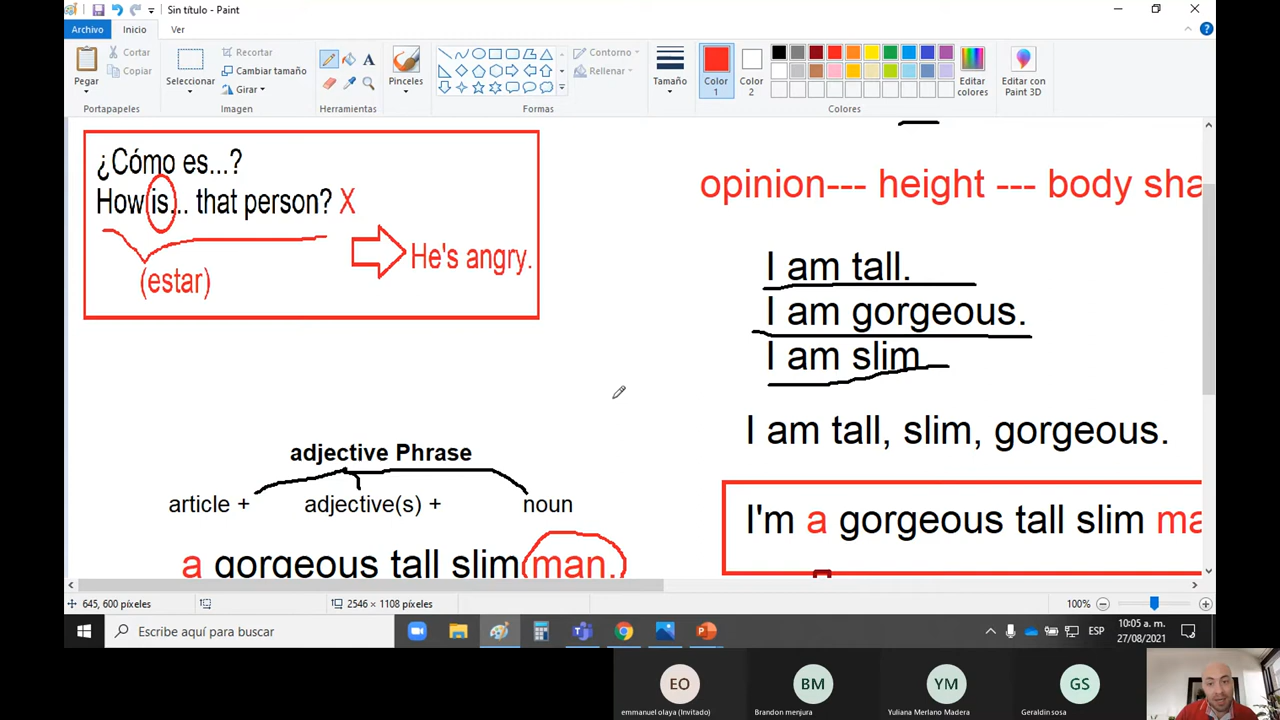 Sin título - Paint
Archivo
Inicio
Ver
Pegar
Cortar
Copiar
Portapapeles
Seleccionar
Recortar
Cambiar tamaño
Girar
Imagen
A
Herramientas
Pinceles
Contorno
Rellenar
Formas
Tamaño
Color 1
Color 2
Editar colores
Colores
Editar con Paint 3D
¿Cómo es...?
How is... that person? X
(estar)
He's angry.
adjective Phrase
article + adjective(s) + noun
a gorgeous tall slim man.
opinion--- height --- body sha
I am tall.
I am gorgeous.
I am slim
I am tall, slim, gorgeous.
I'm a gorgeous tall slim ma
645, 600 píxeles
2546 × 1108 píxeles
100%
Escribe aquí para buscar
ESP
10:05 a. m.
27/08/2021
EO
emmanuel olaya (Invitado)
BM
Brandon menjura
YM
Yuliana Merlano Madera
GS
Geraldin sosa